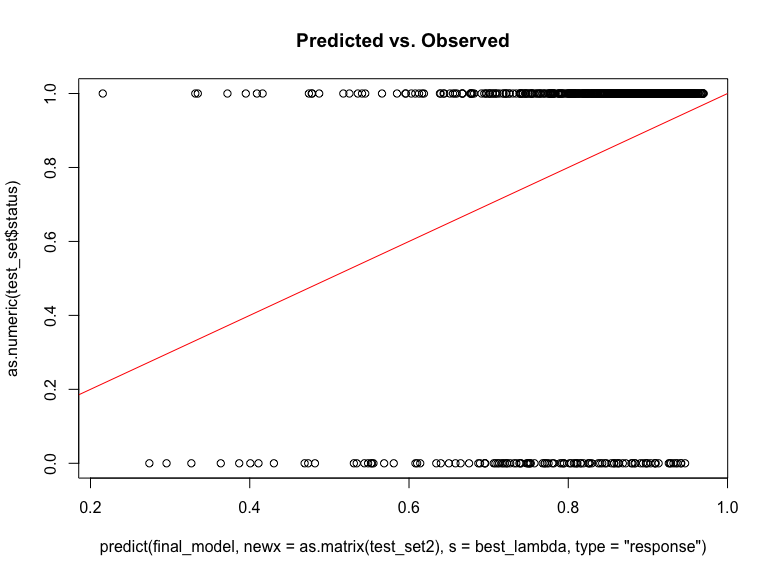 Predicted vs. Observed
as.numeric(test_set$status)
1.0
0.8
0.6
0.4
0.2
0.0
0.2 0.4 0.6 0.8 1.0
predict(final_model, newx = as.matrix(test_set2), s = best_lambda, type = "response")